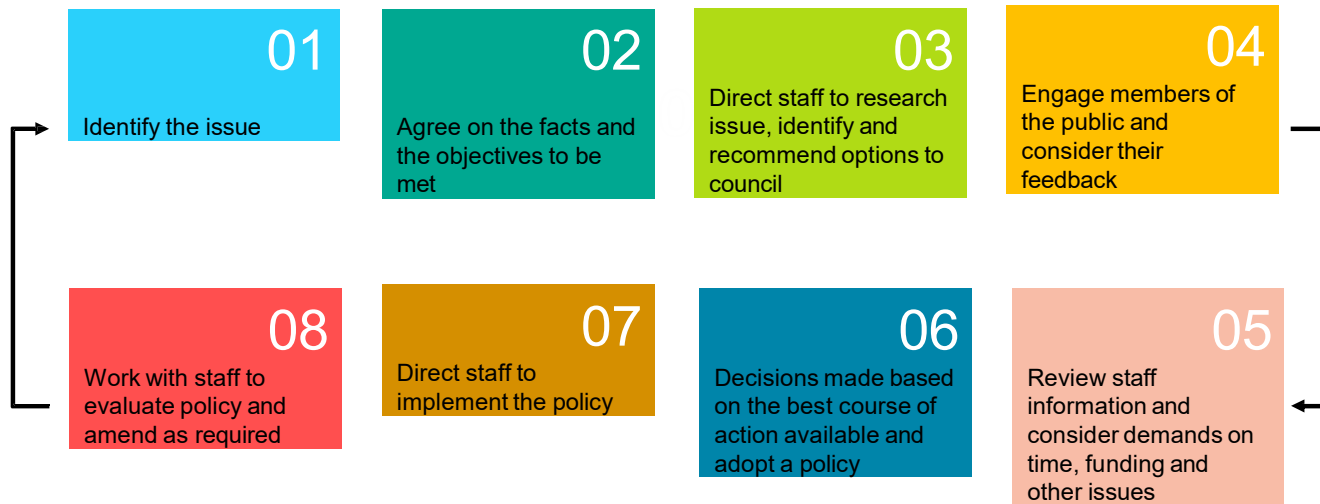 01
Identify the issue
02
Agree on the facts and
the objectives to be
met
03
Direct staff to research
issue, identify and
recommend options to
council
04
Engage members of
the public and
consider their
feedback
05
Review staff
information and
consider demands on
time, funding and
other issues
06
Decisions made based
on the best course of
action available and
adopt a policy
07
Direct staff to
implement the policy
08
Work with staff to
evaluate policy and
amend as required